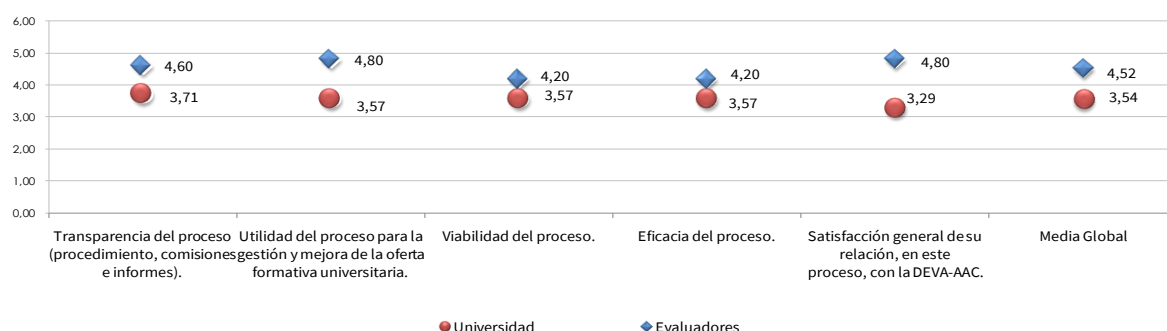 6,00
5,00
4,00
3,00
2,00
1,00
0,00
4,60
3,71
4,80
3,57
4,20
3,57
4,20
3,57
4,80
3,29
4,52
3,54
Transparencia del proceso
(procedimiento, comisiones
e informes).
Utilidad del proceso para la
gestión y mejora de la oferta
formativa universitaria.
Viabilidad del proceso.
Eficacia del proceso.
Satisfacción general de su
relación, en este
proceso, con la DEVA-AAC.
Media Global
Universidad
Evaluadores